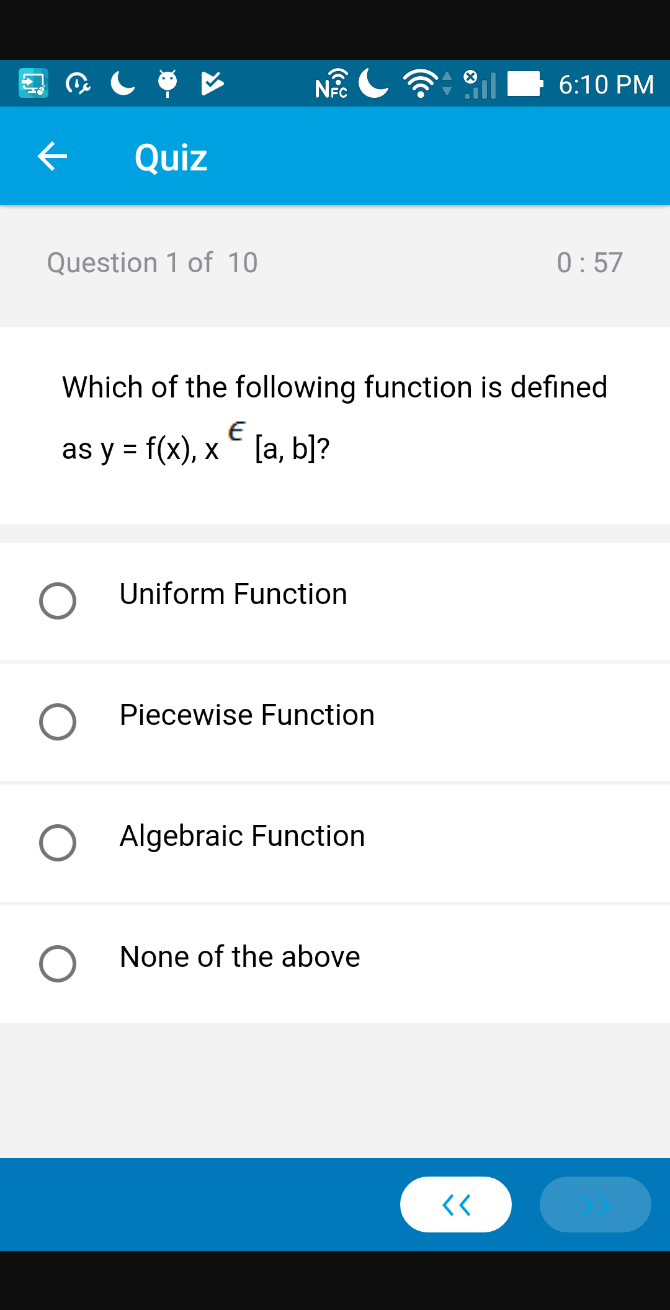 NFC 6:10 PM
Quiz
Question 1 of 10 0 : 57
Which of the following function is defined
as y = f(x), x ϵ [a, b]?
Uniform Function
Piecewise Function
Algebraic Function
None of the above